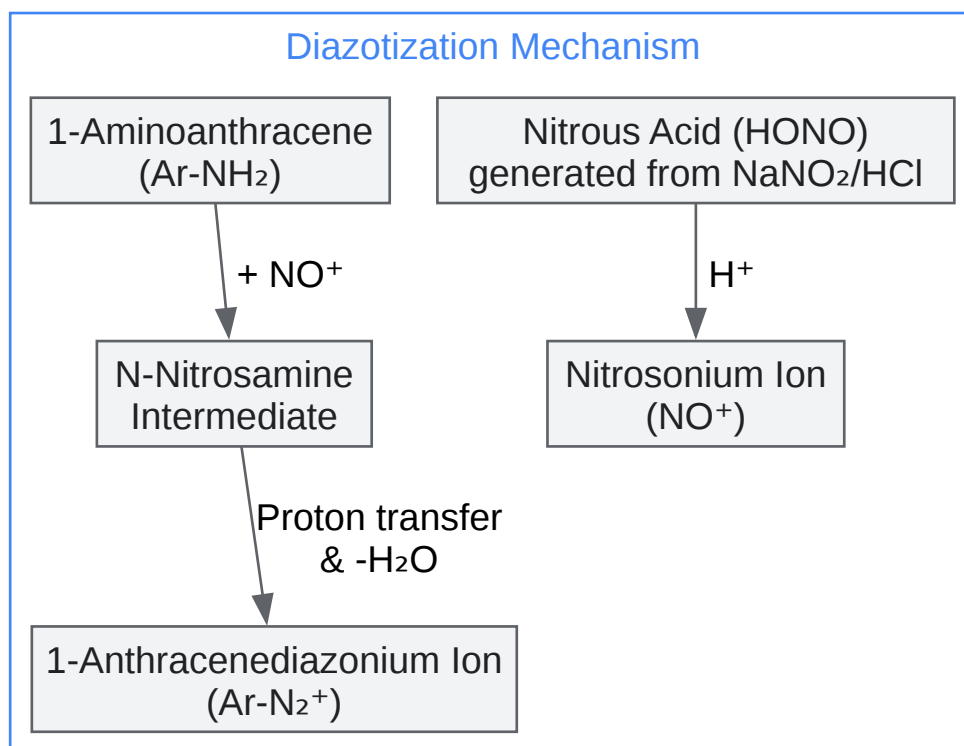 Diazotization Mechanism
1-Aminoanthracene
(Ar-NH₂)
Nitrous Acid (HONO)
generated from NaNO₂/HCl
+ NO⁺
H⁺
N-Nitrosamine
Intermediate
Nitrosonium Ion
(NO⁺)
Proton transfer
& -H₂O
1-Anthracenediazonium Ion
(Ar-N₂⁺)